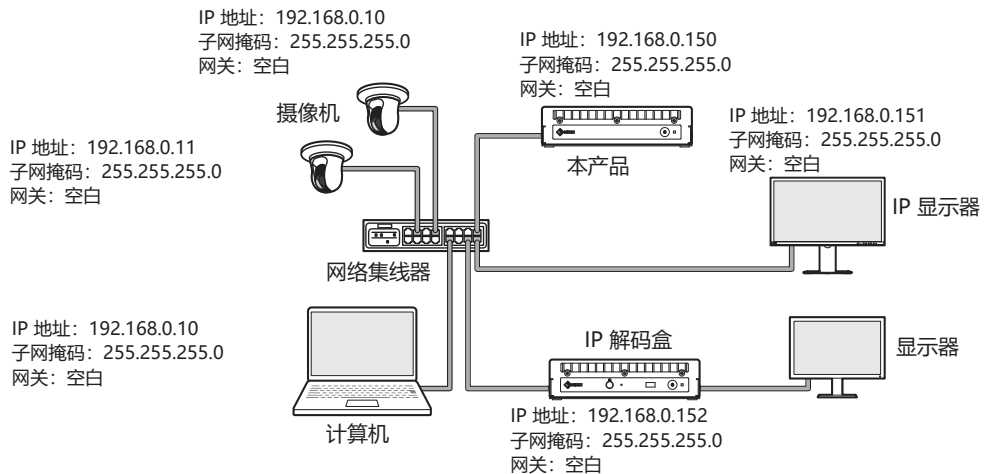 IP 地址：192.168.0.10
子网掩码：255.255.255.0
网关：空白
摄像机
IP 地址：192.168.0.150
子网掩码：255.255.255.0
网关：空白
本产品
IP 地址：192.168.0.151
子网掩码：255.255.255.0
网关：空白
IP 显示器
IP 地址：192.168.0.11
子网掩码：255.255.255.0
网关：空白
网络集线器
IP 地址：192.168.0.10
子网掩码：255.255.255.0
网关：空白
计算机
IP 解码盒
IP 地址：192.168.0.152
子网掩码：255.255.255.0
网关：空白
显示器